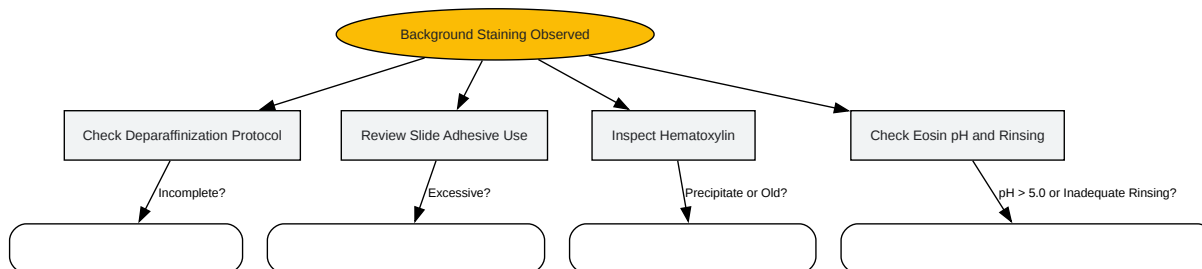 Background Staining Observed
Check Deparaffinization Protocol
Review Slide Adhesive Use
Inspect Hematoxylin
Check Eosin pH and Rinsing
Incomplete?
Excessive?
Precipitate or Old?
pH > 5.0 or Inadequate Rinsing?